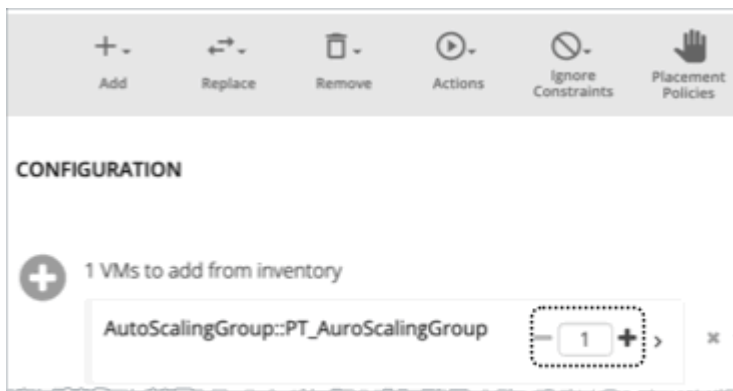 Add Replace Remove Actions Ignore Constraints Placement Policies
CONFIGURATION
1 VMs to add from inventory
AutoScalingGroup::PT_AuroScalingGroup 1